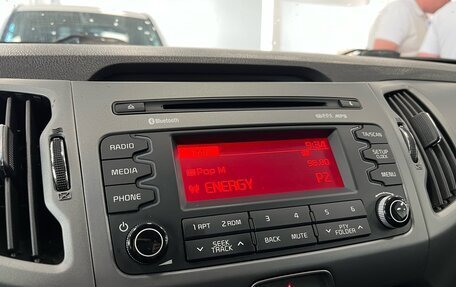 Bluetooth
MP3
RADIO
MEDIA
PHONE
TA/SCAN
SETUP
CLOCK
MENU
Pop M
ENERGY
P2
1 RPT 2 RDM 3 4 5 6
SEEK
TRACK
BACK MUTE
PTY
FOLDER